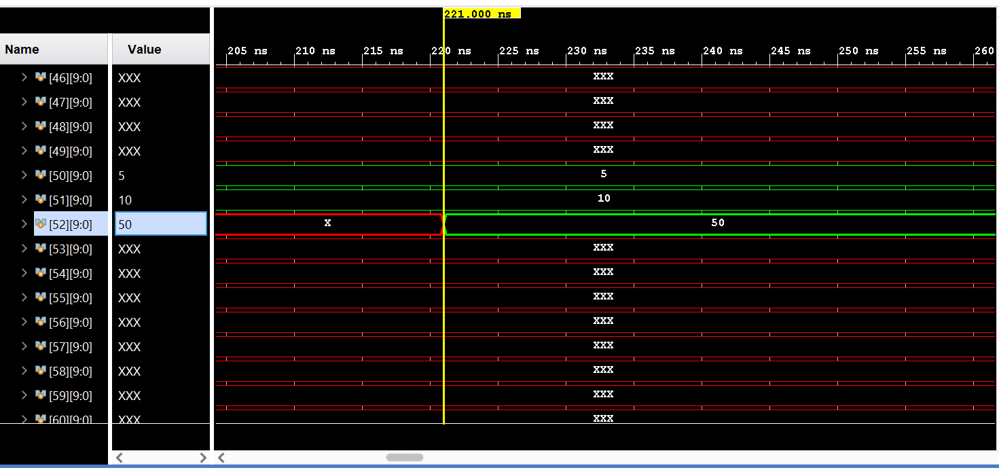 221.000 ns
Name Value 205 ns 210 ns 215 ns 220 ns 225 ns 230 ns 235 ns 240 ns 245 ns 250 ns 255 ns 260
[46][9:0] XXX XXX
[47][9:0] XXX XXX
[48][9:0] XXX XXX
[49][9:0] XXX XXX
[50][9:0] 5 5
[51][9:0] 10 10
[52][9:0] 50 X 50
[53][9:0] XXX XXX
[54][9:0] XXX XXX
[55][9:0] XXX XXX
[56][9:0] XXX XXX
[57][9:0] XXX XXX
[58][9:0] XXX XXX
[59][9:0] XXX XXX
[60][9:0] XXX XXX